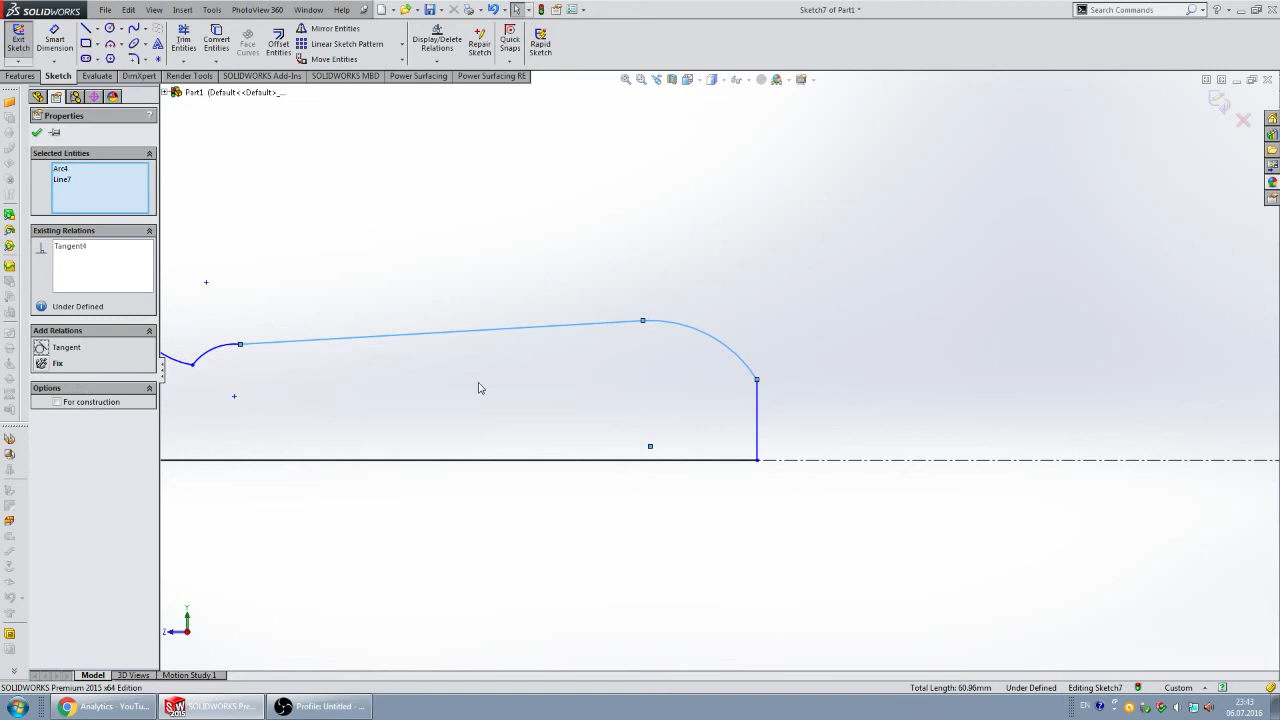 SOLIDWORKS File Edit View Insert Tools PhotoView 360 Window Help Sketch7 of Part1 * Search Commands
Exit Sketch Smart Dimension Trim Entities Convert Entities Face Curves Offset Entities Mirror Entities Linear Sketch Pattern Move Entities Display/Delete Relations Repair Sketch Quick Snaps Rapid Sketch
Features Sketch Evaluate DimXpert Render Tools SOLIDWORKS Add-Ins SOLIDWORKS MBD Power Surfacing Power Surfacing RE
Part1 (Default<<Default>_...
Properties ?
Selected Entities
Arc4
Line7
Existing Relations
Tangent4
Under Defined
Add Relations
Tangent
Fix
Options
For construction
Y
Z
Model 3D Views Motion Study 1
SOLIDWORKS Premium 2015 x64 Edition Total Length: 60.96mm Under Defined Editing Sketch7 Custom
Analytics - YouTu... SOLIDWORKS Pre... Profile: Untitled - ... EN 23:43
06.07.2016